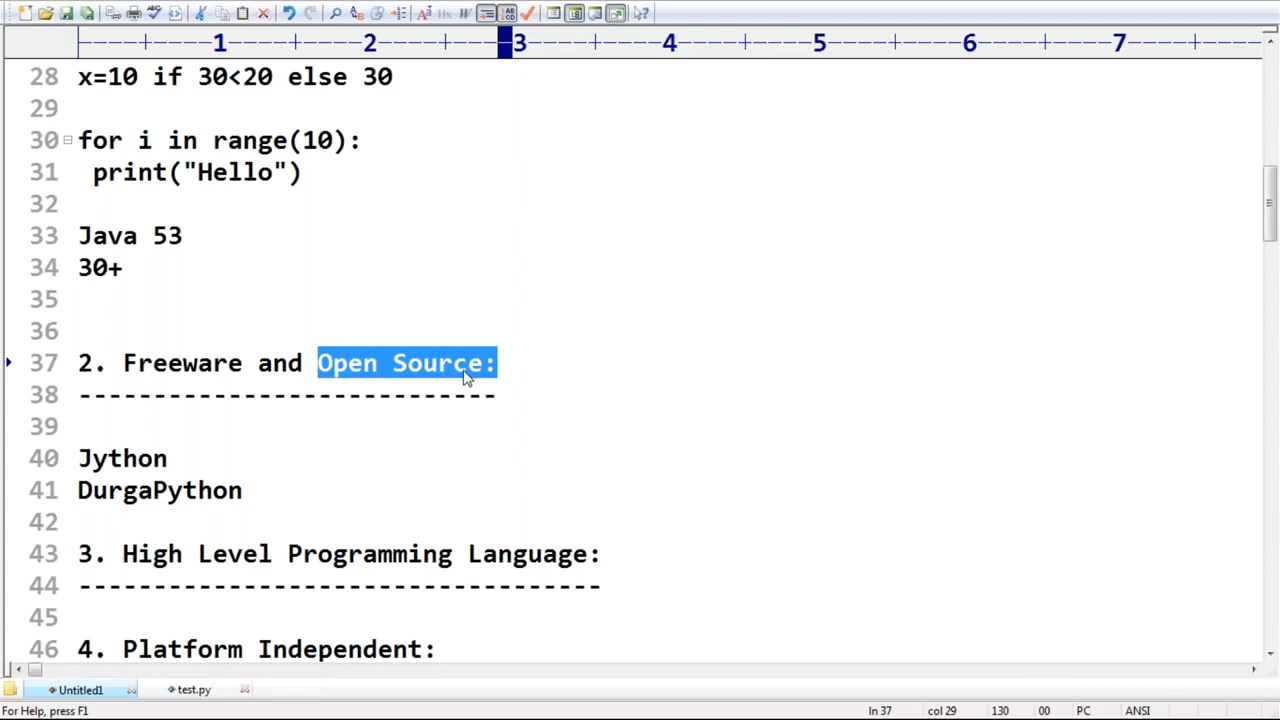 1 2 3 4 5 6 7
28 x=10 if 30<20 else 30
29
30 for i in range(10):
31 print("Hello")
32
33 Java 53
34 30+
35
36
37 2. Freeware and Open Source:
38 ----------------------------
39
40 Jython
41 DurgaPython
42
43 3. High Level Programming Language:
44 -----------------------------------
45
46 4. Platform Independent:
Untitled1 test.py
For Help, press F1 ln 37 col 29 130 00 PC ANSI